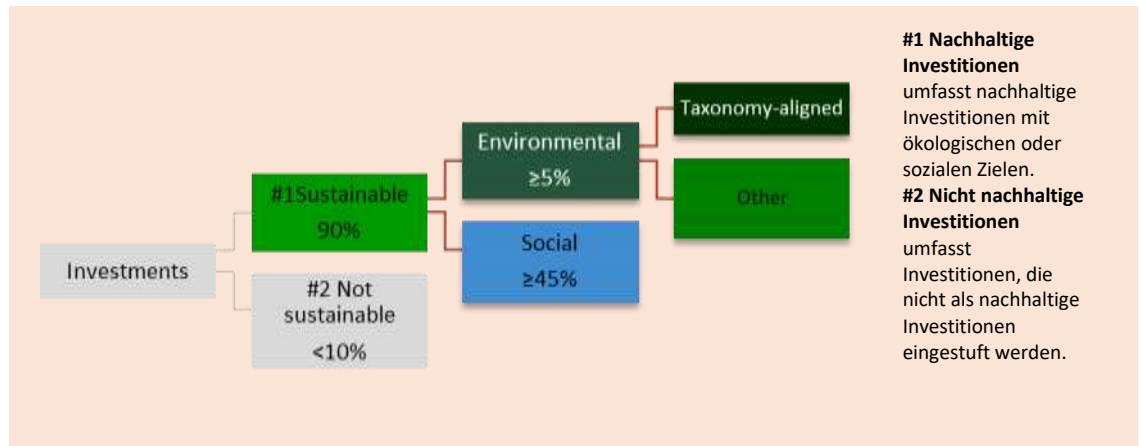 Investments
#1Sustainable
90%
#2 Not
sustainable
<10%
Environmental
≥5%
Social
≥45%
Taxonomy-aligned
Other
#1 Nachhaltige
Investitionen
umfasst nachhaltige
Investitionen mit
ökologischen oder
sozialen Zielen.
#2 Nicht nachhaltige
Investitionen
umfasst
Investitionen, die
nicht als nachhaltige
Investitionen
eingestuft werden.